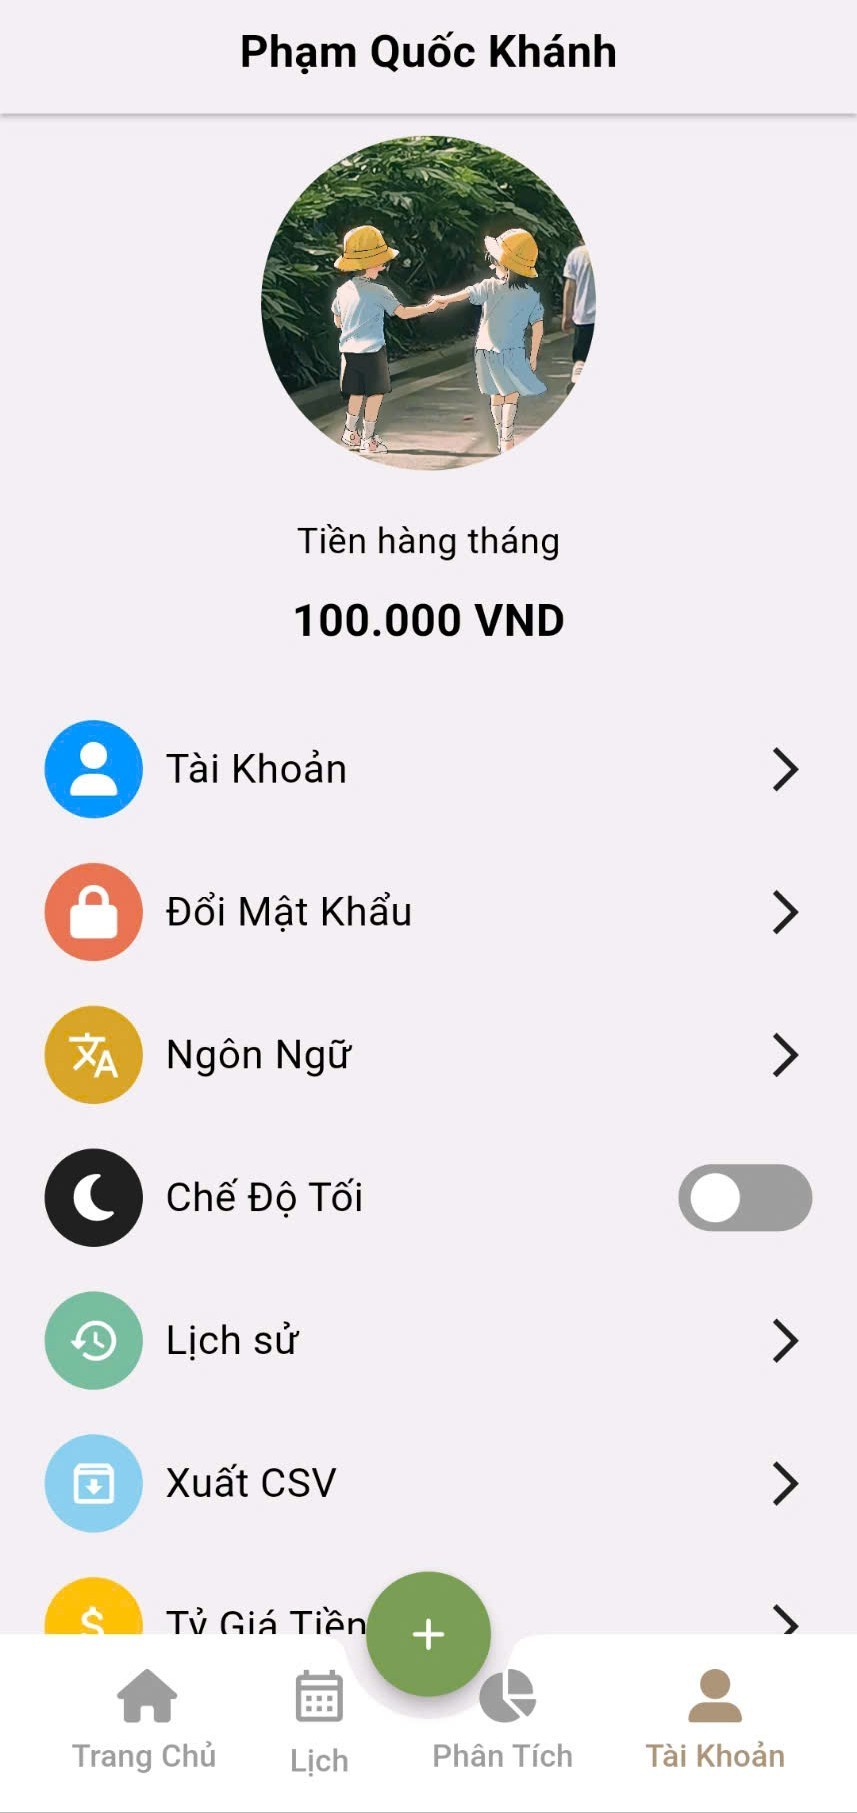 Phạm Quốc Khánh
Tiền hàng tháng
100.000 VND
Tài Khoản
Đổi Mật Khẩu
Ngôn Ngữ
Chế Độ Tối
Lịch sử
Xuất CSV
Tỷ Giá Tiền
Trang Chủ
Lịch
Phân Tích
Tài Khoản